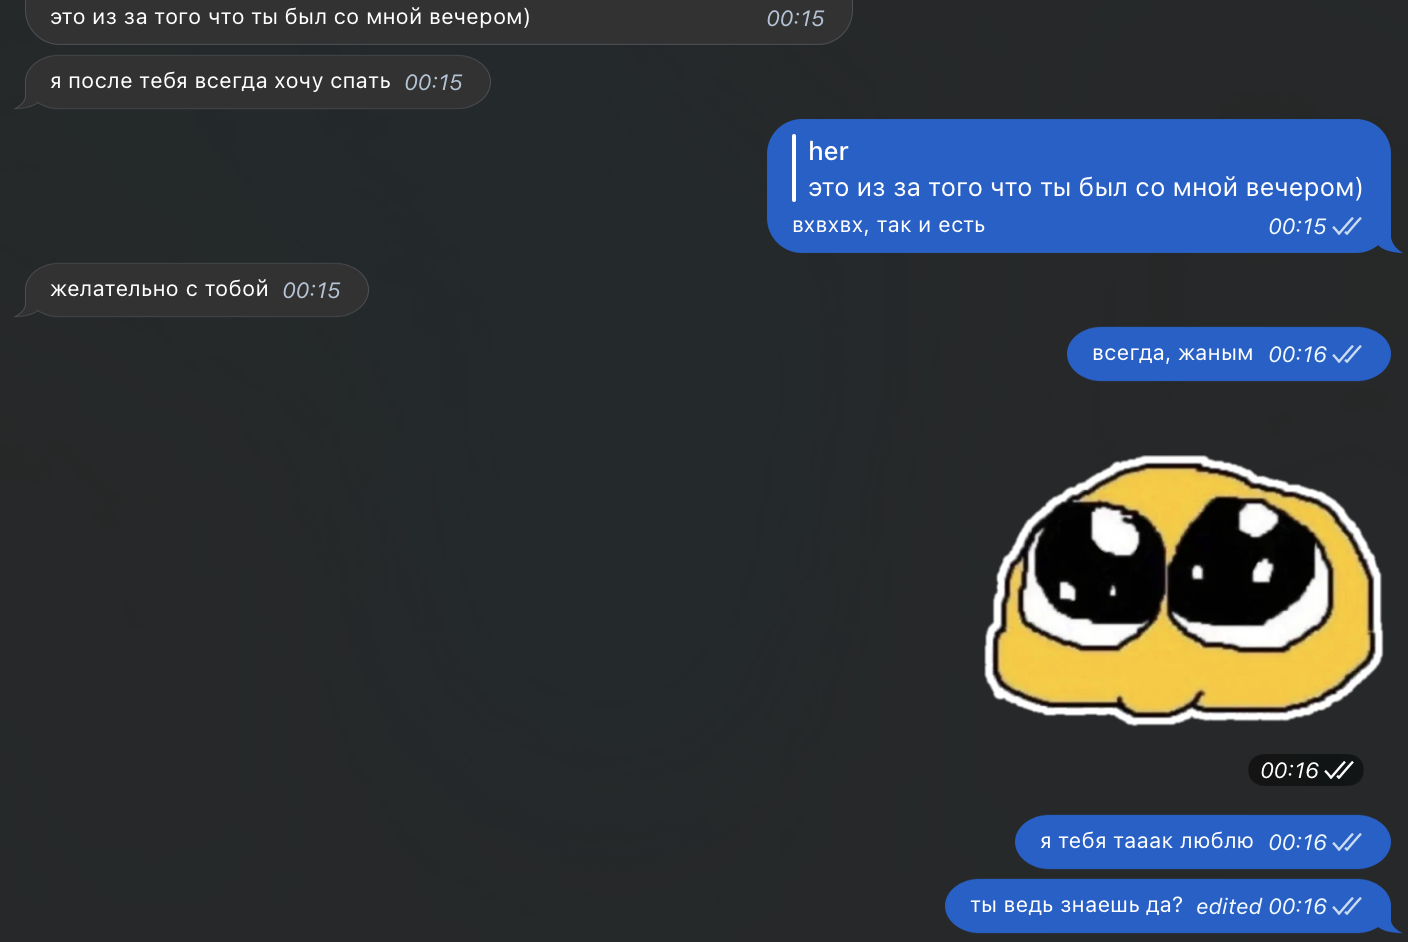 это из за того что ты был со мной вечером) 00:15
я после тебя всегда хочу спать 00:15
her
это из за того что ты был со мной вечером)
вхвхвх, так и есть 00:15
желательно с тобой 00:15
всегда, жаным 00:16
00:16
я тебя тааак люблю 00:16
ты ведь знаешь да? edited 00:16